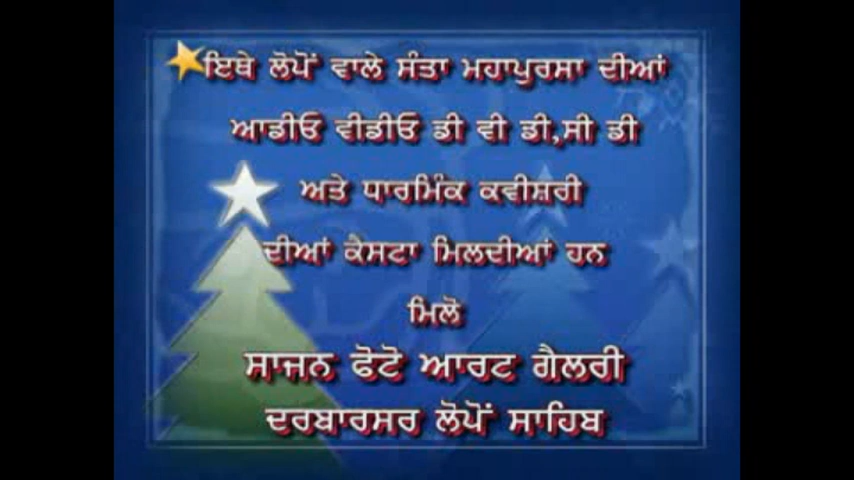 ਇਥੇ ਲੋਪੋਂ ਵਾਲੇ ਸੰਤਾ ਮਹਾਪੁਰਸਾ ਦੀਆਂ
ਆਡੀਓ ਵੀਡੀਓ ਡੀ ਵੀ ਡੀ,ਸੀ ਡੀ
ਅਤੇ ਧਾਰਮਿੰਕ ਕਵੀਸ਼ਰੀ
ਦੀਆਂ ਕੈਸਟਾ ਮਿਲਦੀਆਂ ਹਨ
ਮਿਲੋ
ਸਾਜਨ ਫੋਟੋ ਆਰਟ ਗੈਲਰੀ
ਦਰਬਾਰਸਰ ਲੋਪੋਂ ਸਾਹਿਬ